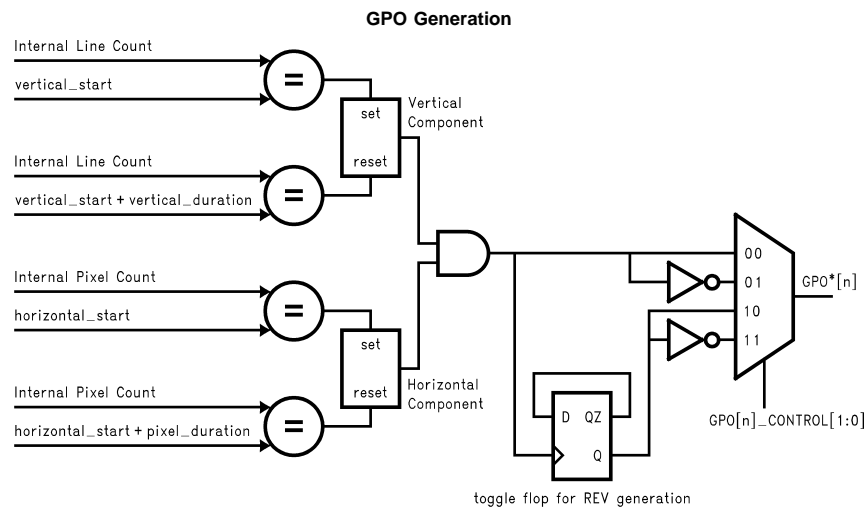 GPO Generation
Internal Line Count
=
vertical_start
set
Vertical
Component
reset
Internal Line Count
=
vertical_start + vertical_duration
00
01
GPO*[n]
10
11
Internal Pixel Count
=
horizontal_start
set
reset
Horizontal
Component
Internal Pixel Count
=
horizontal_start + pixel_duration
D QZ
Q
GPO[n]_CONTROL[1:0]
toggle flop for REV generation